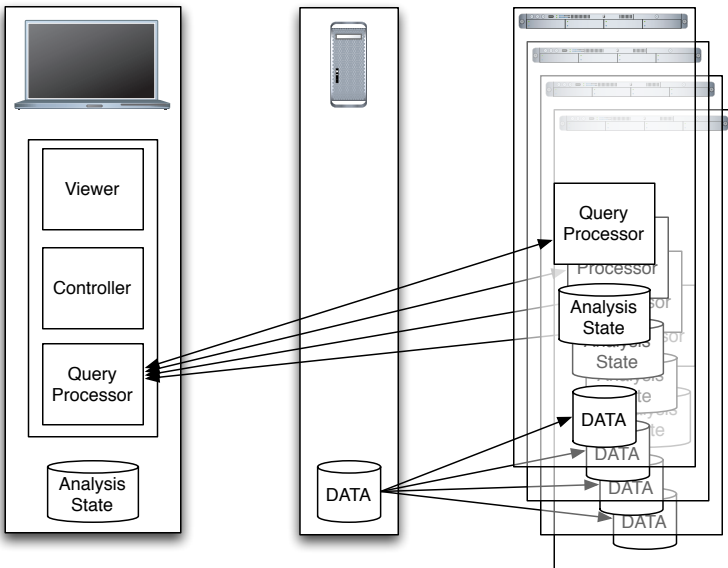 Viewer
Controller
Query
Processor
Analysis
State
DATA
Query
Processor
Processor
Analysis
State
State
DATA
DATA
DATA
DATA